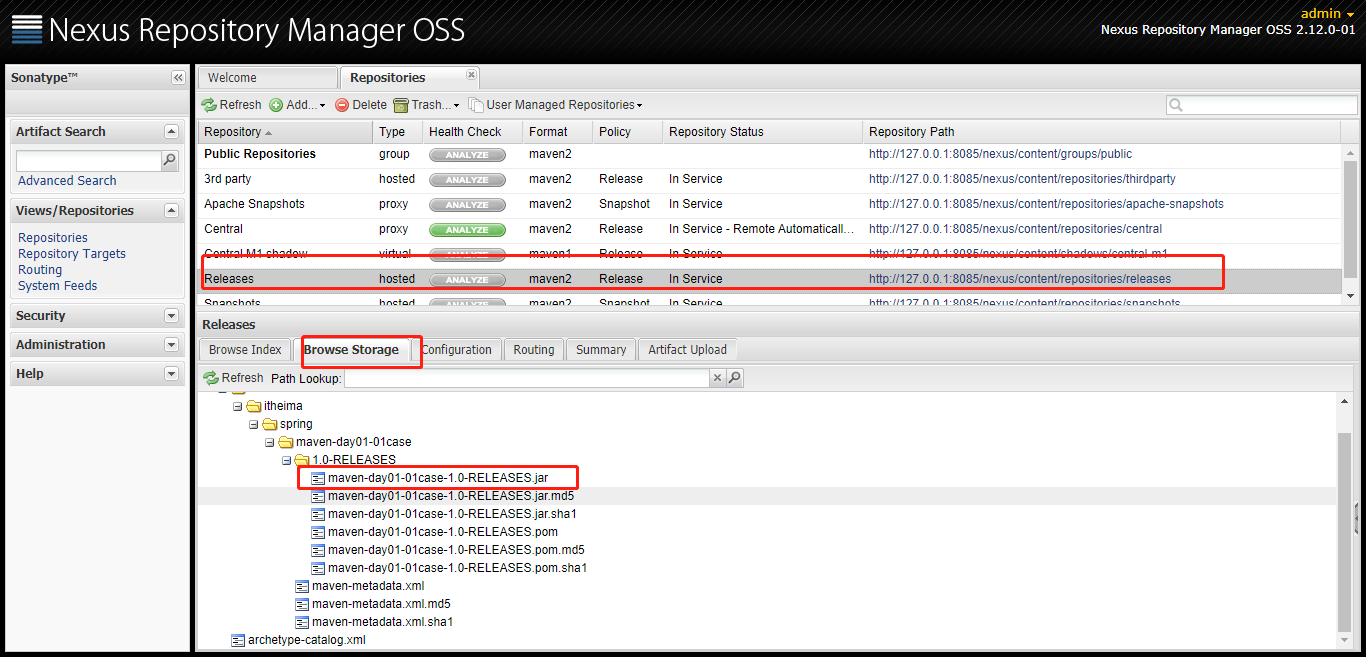 Nexus Repository Manager OSS
admin
Nexus Repository Manager OSS 2.12.0-01
Sonatype™
Artifact Search
Advanced Search
Views/Repositories
Repositories
Repository Targets
Routing
System Feeds
Security
Administration
Help
Welcome
Repositories
Refresh Add... Delete Trash... User Managed Repositories
Repository Type Health Check Format Policy Repository Status Repository Path
Public Repositories group ANALYZE maven2 http://127.0.0.1:8085/nexus/content/groups/public
3rd party hosted ANALYZE maven2 Release In Service http://127.0.0.1:8085/nexus/content/repositories/thirdparty
Apache Snapshots proxy ANALYZE maven2 Snapshot In Service http://127.0.0.1:8085/nexus/content/repositories/apache-snapshots
Central proxy ANALYZE maven2 Release In Service - Remote Automaticall... http://127.0.0.1:8085/nexus/content/repositories/central
Central M1 shadow virtual ANALYZE maven1 Release In Service http://127.0.0.1:8085/nexus/content/shadows/central-m1
Releases hosted ANALYZE maven2 Release In Service http://127.0.0.1:8085/nexus/content/repositories/releases
Snapshots hosted ANALYZE maven2 Snapshot In Service http://127.0.0.1:8085/nexus/content/repositories/snapshots
Releases
Browse Index Browse Storage Configuration Routing Summary Artifact Upload
Refresh Path Lookup:
itheima
spring
maven-day01-01case
1.0-RELEASES
maven-day01-01case-1.0-RELEASES.jar
maven-day01-01case-1.0-RELEASES.jar.md5
maven-day01-01case-1.0-RELEASES.jar.sha1
maven-day01-01case-1.0-RELEASES.pom
maven-day01-01case-1.0-RELEASES.pom.md5
maven-day01-01case-1.0-RELEASES.pom.sha1
maven-metadata.xml
maven-metadata.xml.md5
maven-metadata.xml.sha1
archetype-catalog.xml